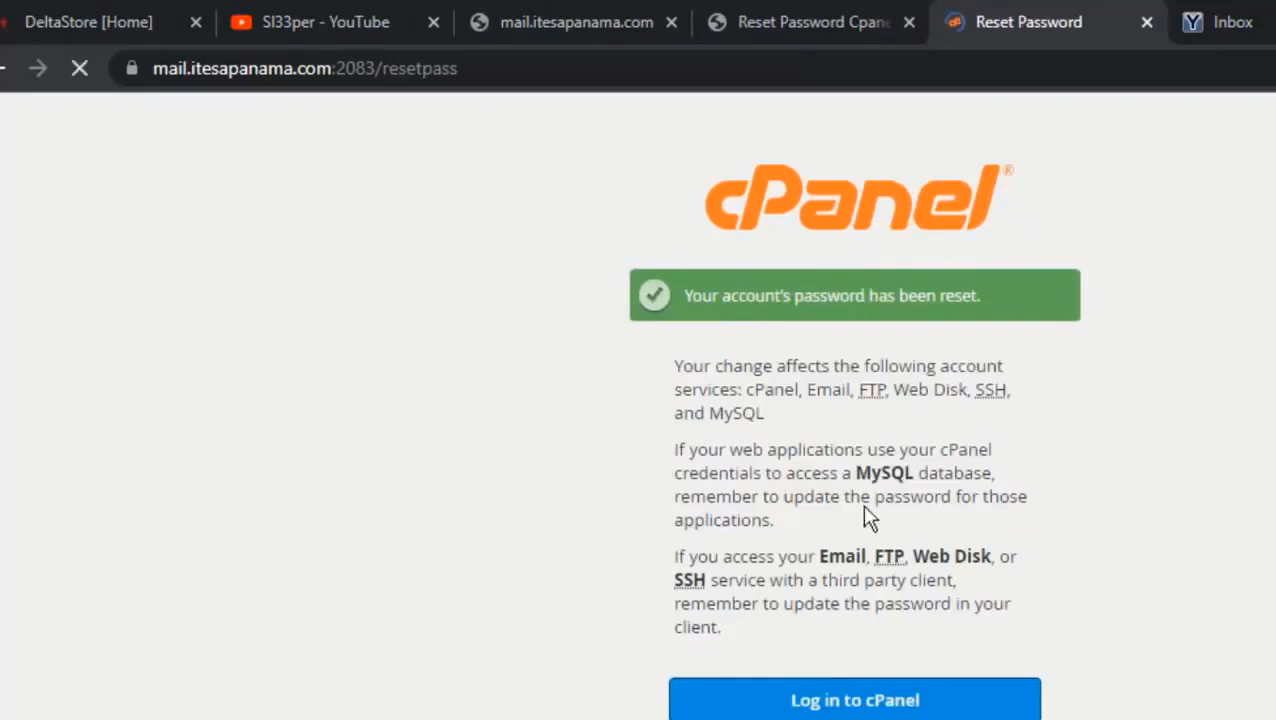 DeltaStore [Home]
Sl33per - YouTube
mail.itesapanama.com
Reset Password Cpane
Reset Password
Inbox
mail.itesapanama.com:2083/resetpass
cPanel®
Your account's password has been reset.
Your change affects the following account
services: cPanel, Email, FTP, Web Disk, SSH,
and MySQL
If your web applications use your cPanel
credentials to access a MySQL database,
remember to update the password for those
applications.
If you access your Email, FTP, Web Disk, or
SSH service with a third party client,
remember to update the password in your
client.
Log in to cPanel